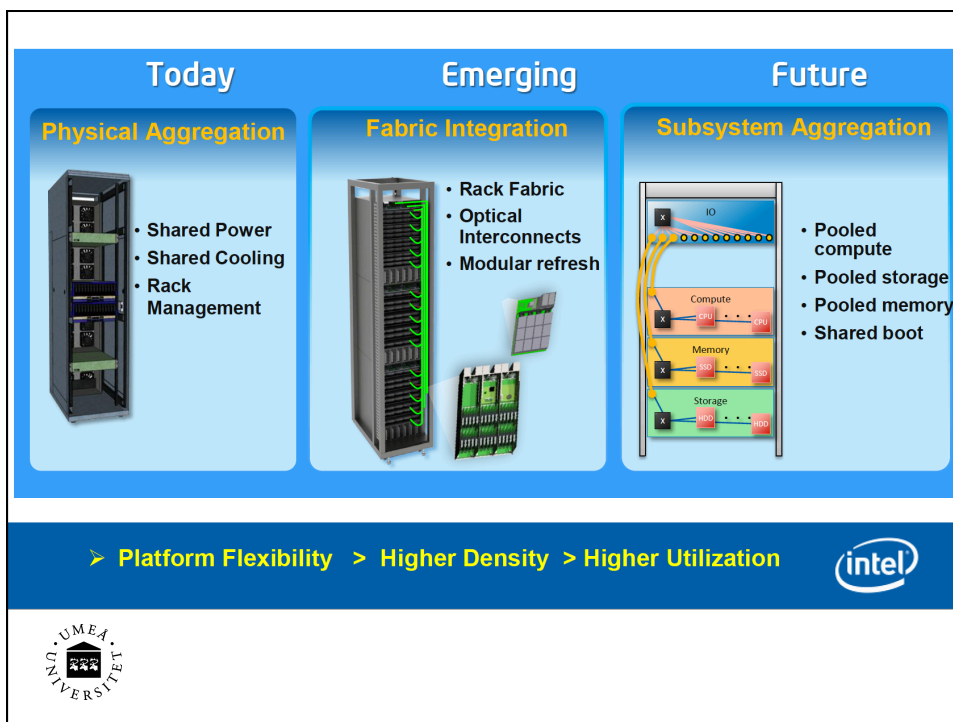 Today
Emerging
Future
Physical Aggregation
• Shared Power
• Shared Cooling
• Rack
Management
Fabric Integration
• Rack Fabric
• Optical
Interconnects
• Modular refresh
Subsystem Aggregation
IO
X
Compute
X
CPU
• • •
CPU
Memory
X
SSD
• • •
SSD
Storage
X
HDD
• • •
HDD
• Pooled
compute
• Pooled storage
• Pooled memory
• Shared boot
➢ Platform Flexibility > Higher Density > Higher Utilization
intel®
• UMEÅ •
UNIVERSITET